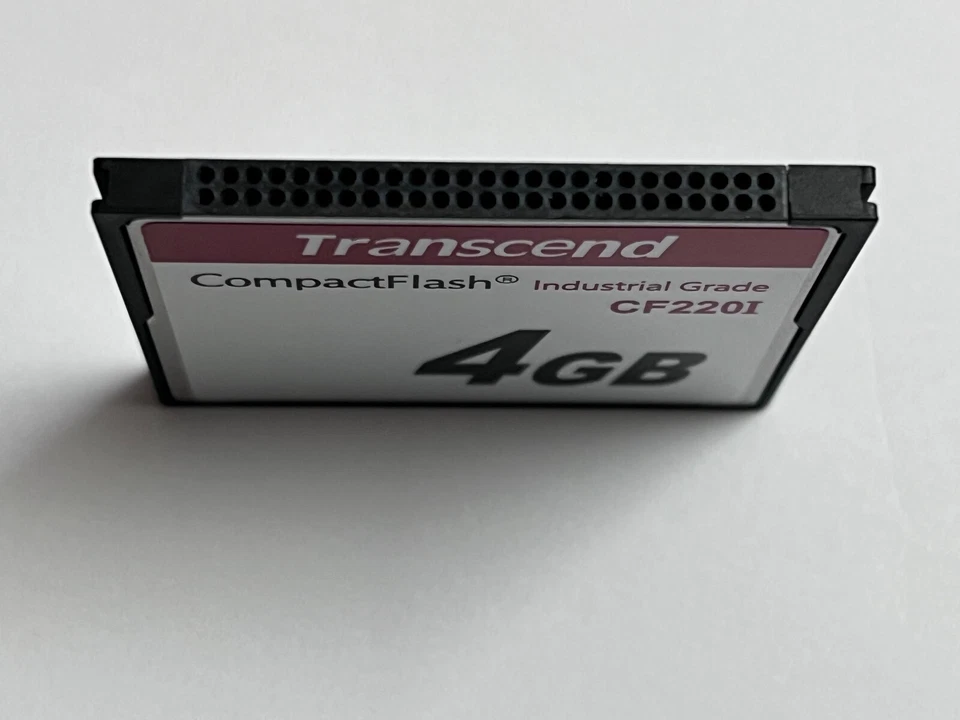 Transcend
CompactFlash® Industrial Grade
CF220I
4GB